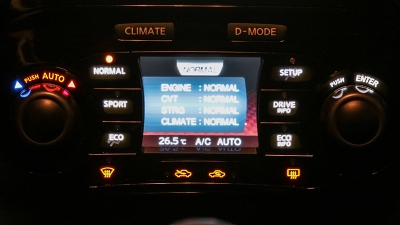 CLIMATE
D-MODE
NORMAL
NORMAL
SETUP
PUSH AUTO
PUSH ENTER
ENGINE : NORMAL
CVT : NORMAL
SPORT
DRIVE INFO
STRG : NORMAL
CLIMATE : NORMAL
ECO
ECO INFO
26.5°C A/C AUTO